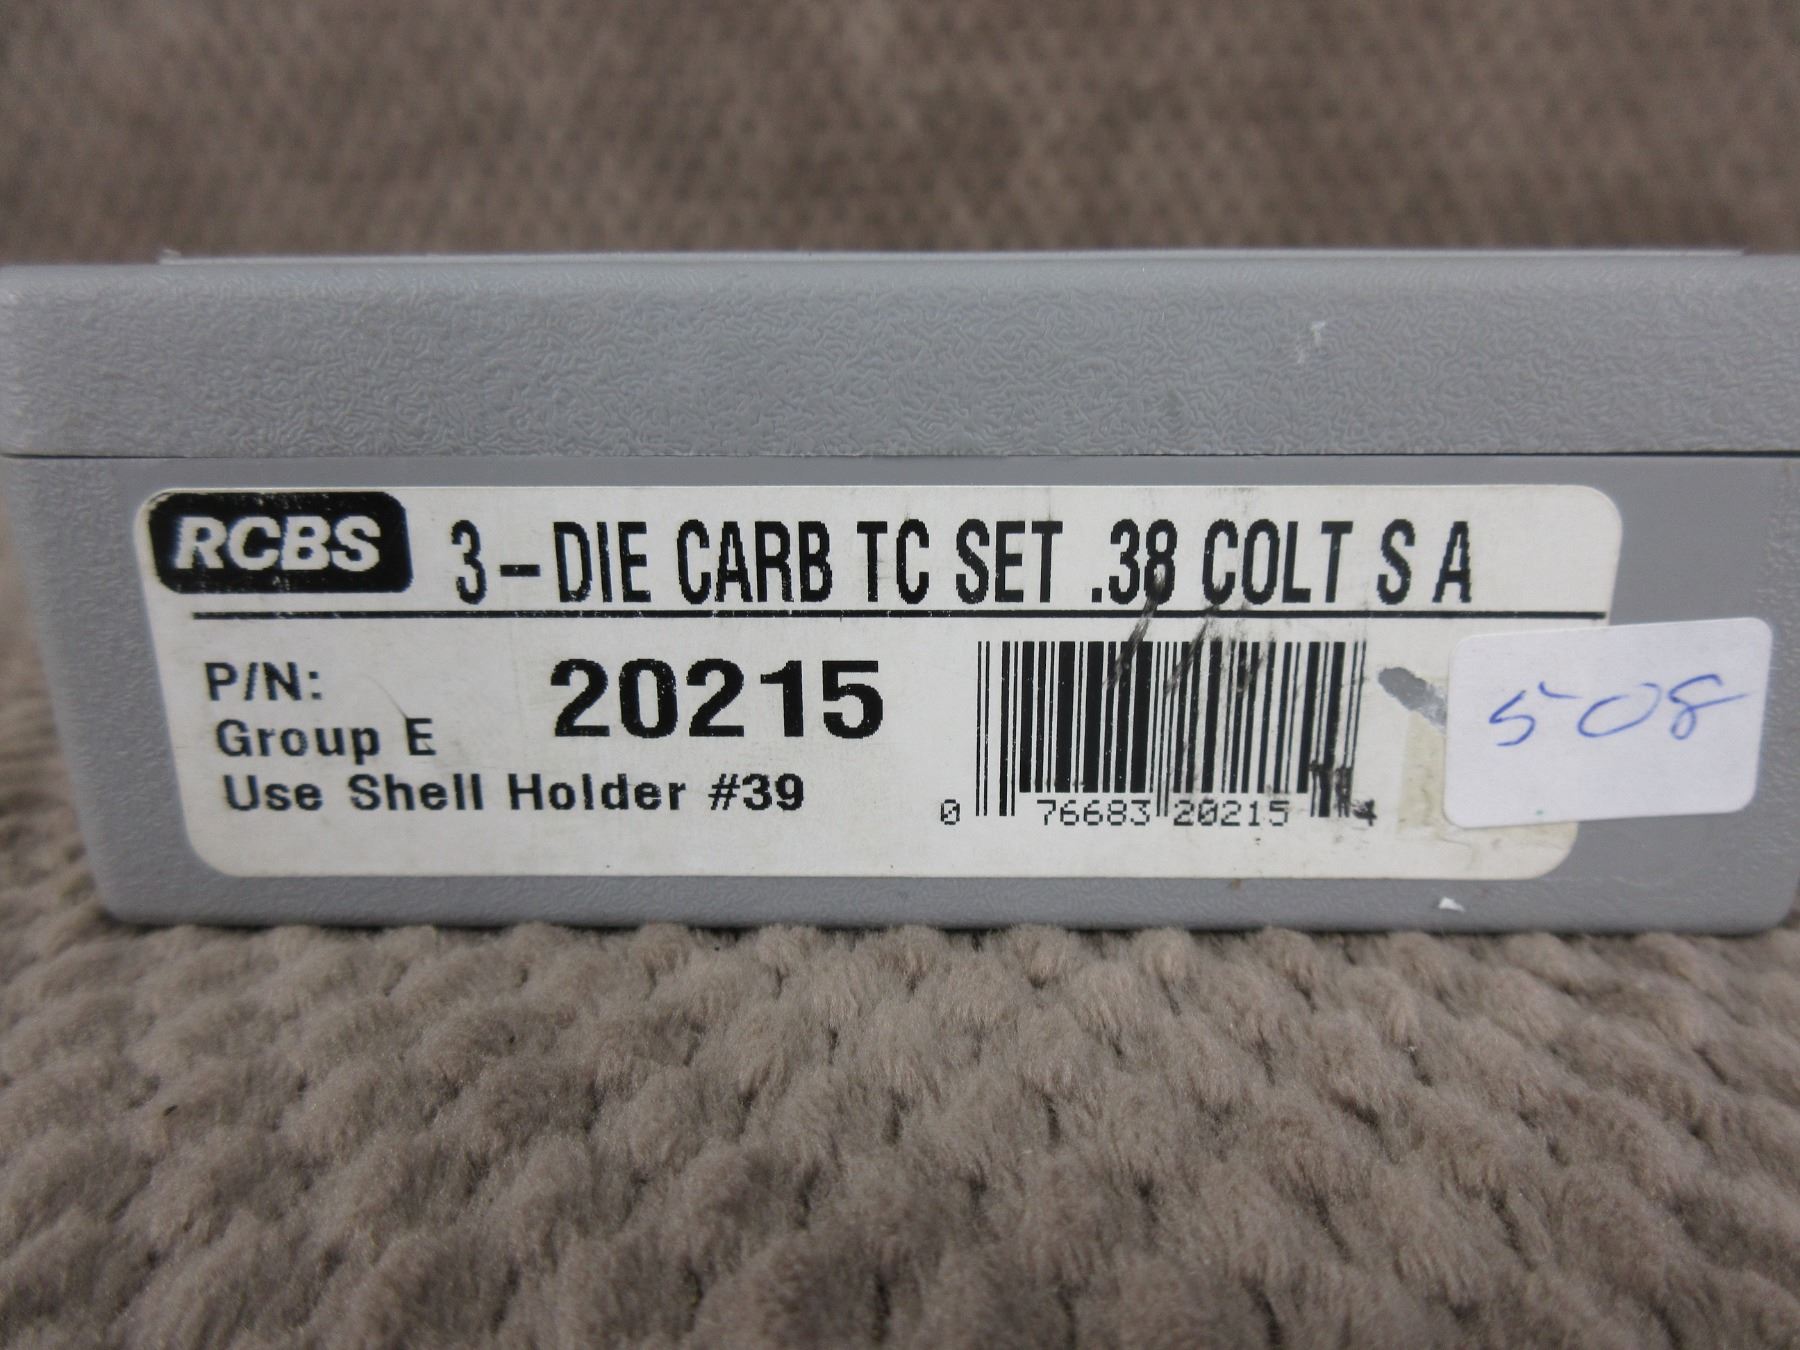 RCBS 3-DIE CARB TC SET .38 COLT S A
P/N: 20215
Group E
Use Shell Holder #39
0 76683 20215 4
508